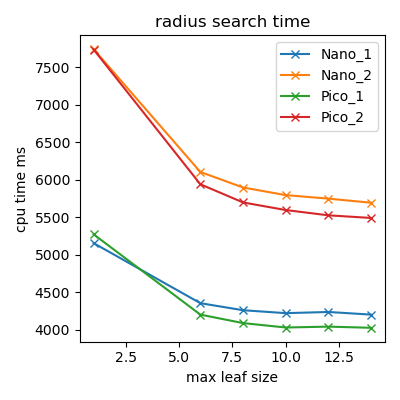 radius search time
Nano_1
Nano_2
Pico_1
Pico_2
cpu time ms
7500
7000
6500
6000
5500
5000
4500
4000
2.5 5.0 7.5 10.0 12.5
max leaf size